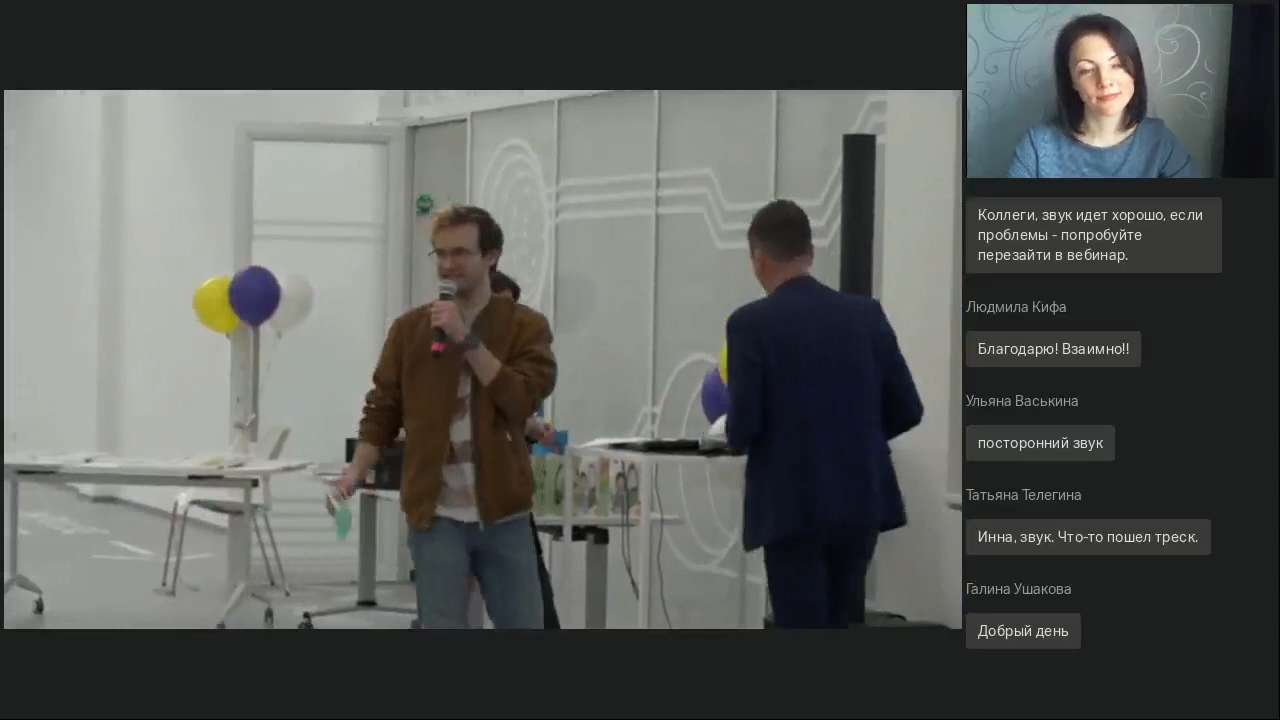 Коллеги, звук идет хорошо, если
проблемы - попробуйте
перезайти в вебинар.
Людмила Кифа
Благодарю! Взаимно!!
Ульяна Васькина
посторонний звук
Татьяна Телегина
Инна, звук. Что-то пошел треск.
Галина Ушакова
Добрый день